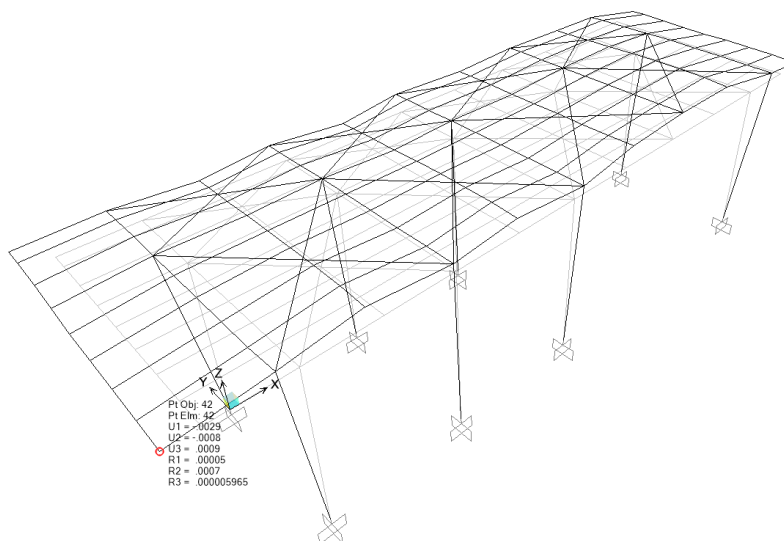 Z
Y
X
Pt Obj: 42
Pt Elm: 42
U1 = -.0029
U2 = -.0008
U3 = .0009
R1 = .00005
R2 = .0007
R3 = .000005965